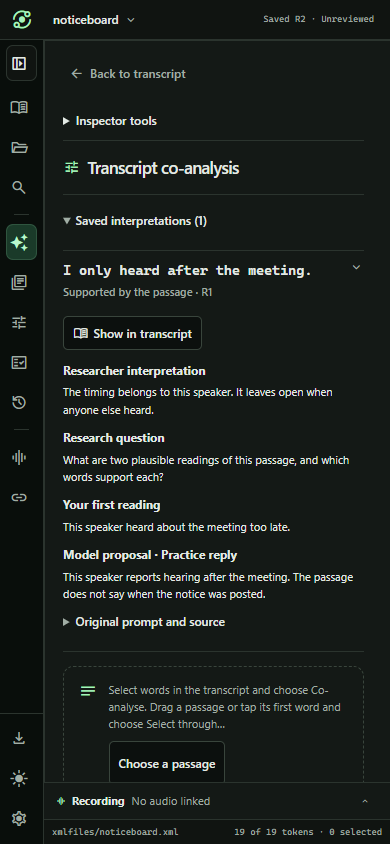 noticeboard
Saved R2 · Unreviewed
Back to transcript
Inspector tools
Transcript co-analysis
Saved interpretations (1)
I only heard after the meeting.
Supported by the passage · R1
Show in transcript
Researcher interpretation
The timing belongs to this speaker. It leaves open when
anyone else heard.
Research question
What are two plausible readings of this passage, and which
words support each?
Your first reading
This speaker heard about the meeting too late.
Model proposal · Practice reply
This speaker reports hearing after the meeting. The passage
does not say when the notice was posted.
Original prompt and source
Select words in the transcript and choose Co-
analyse. Drag a passage or tap its first word and
choose Select through...
Choose a passage
Recording No audio linked
xmlfiles/noticeboard.xml 19 of 19 tokens · 0 selected